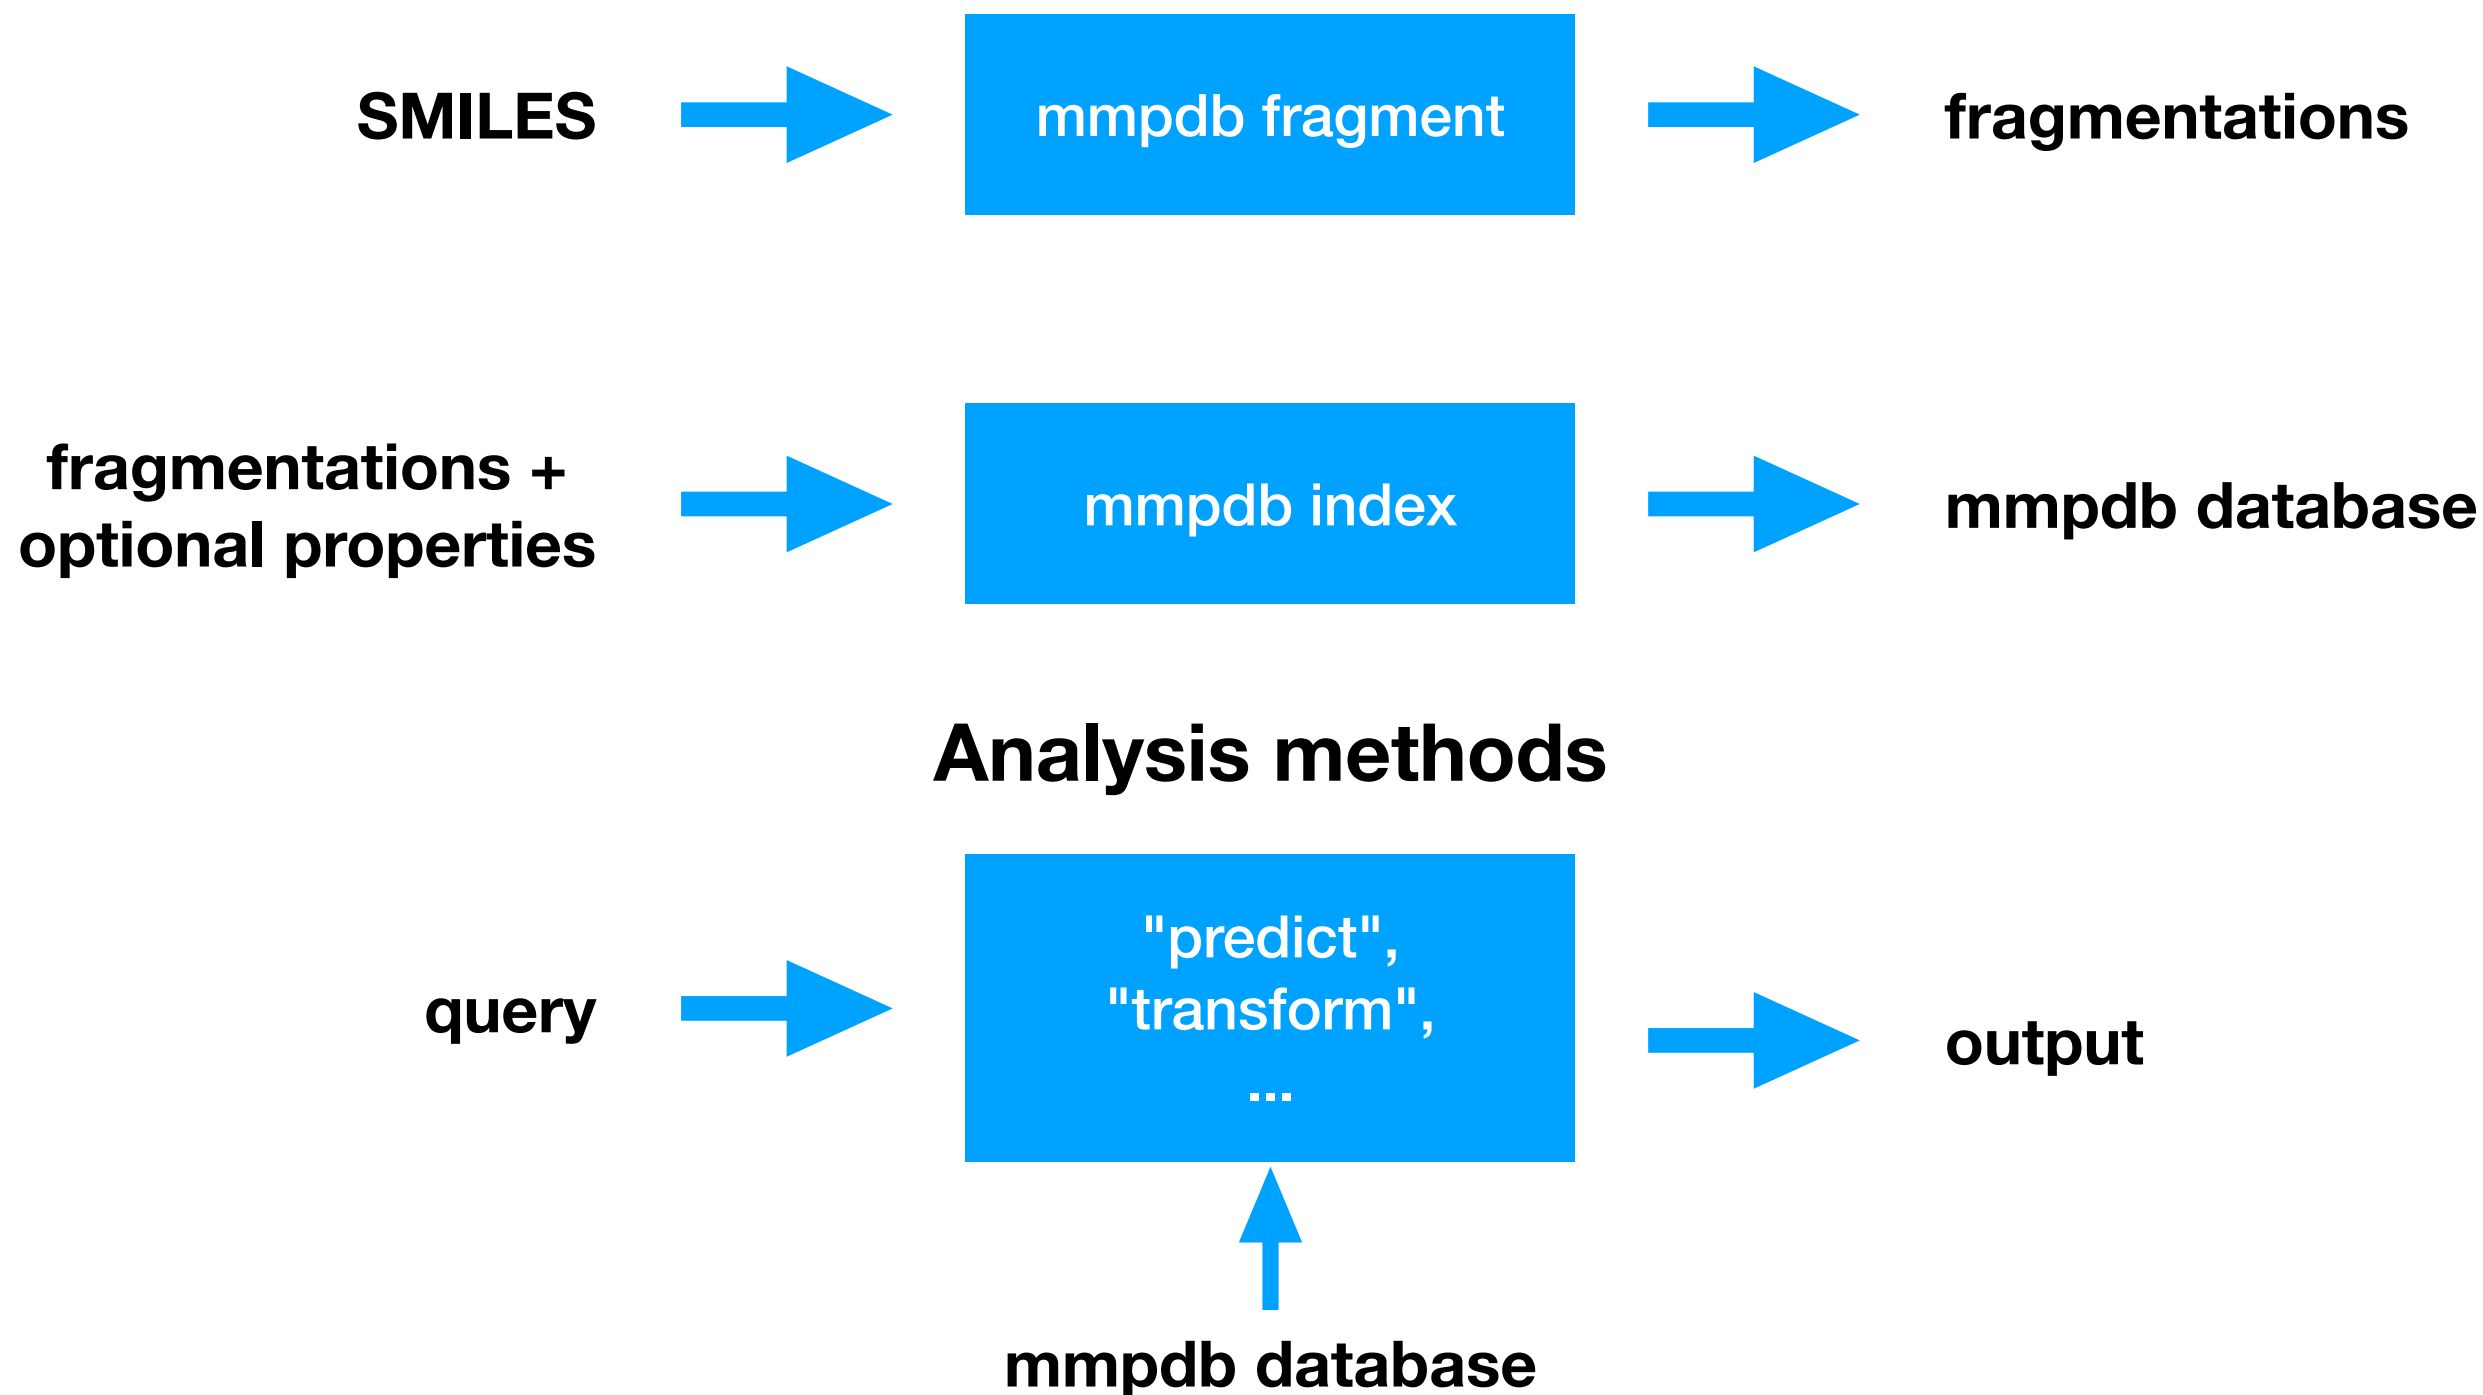 SMILES
mmpdb fragment
fragmentations
fragmentations +
optional properties
mmpdb index
mmpdb database
Analysis methods
query
"predict",
"transform",
...
output
mmpdb database